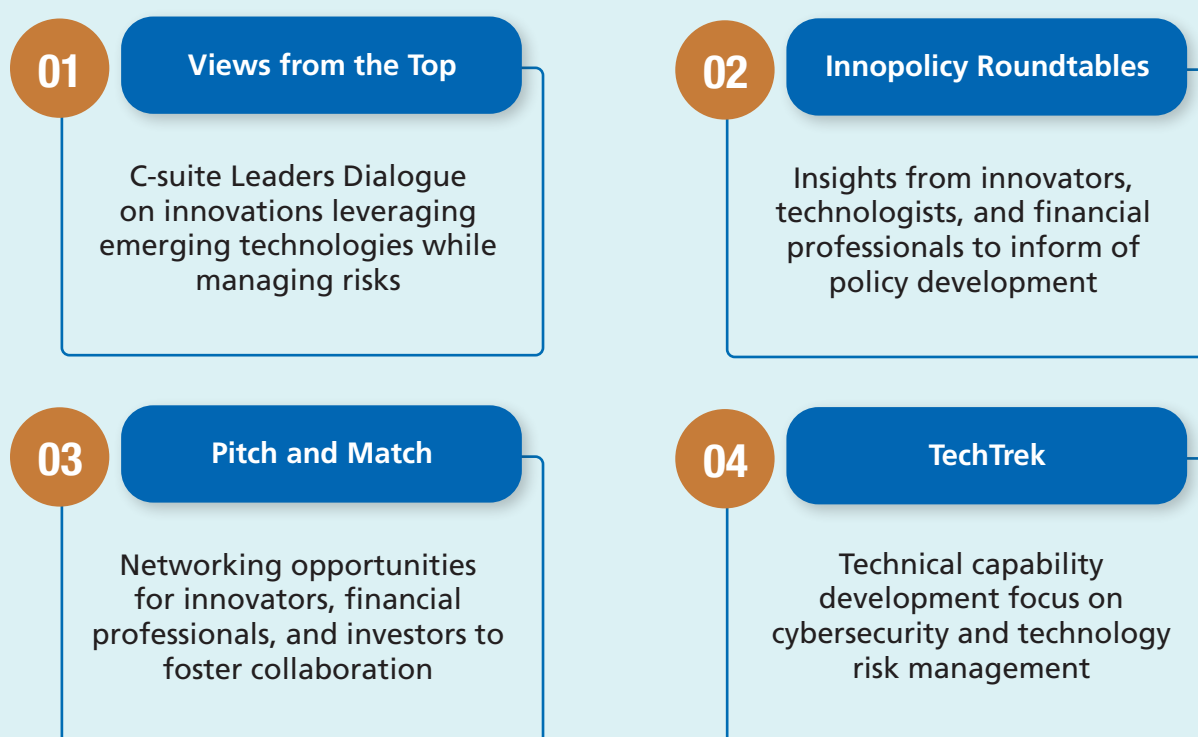 01
Views from the Top
C-suite Leaders Dialogue
on innovations leveraging
emerging technologies while
managing risks
02
Innopolicy Roundtables
Insights from innovators,
technologists, and financial
professionals to inform of
policy development
03
Pitch and Match
Networking opportunities
for innovators, financial
professionals, and investors to
foster collaboration
04
TechTrek
Technical capability
development focus on
cybersecurity and technology
risk management